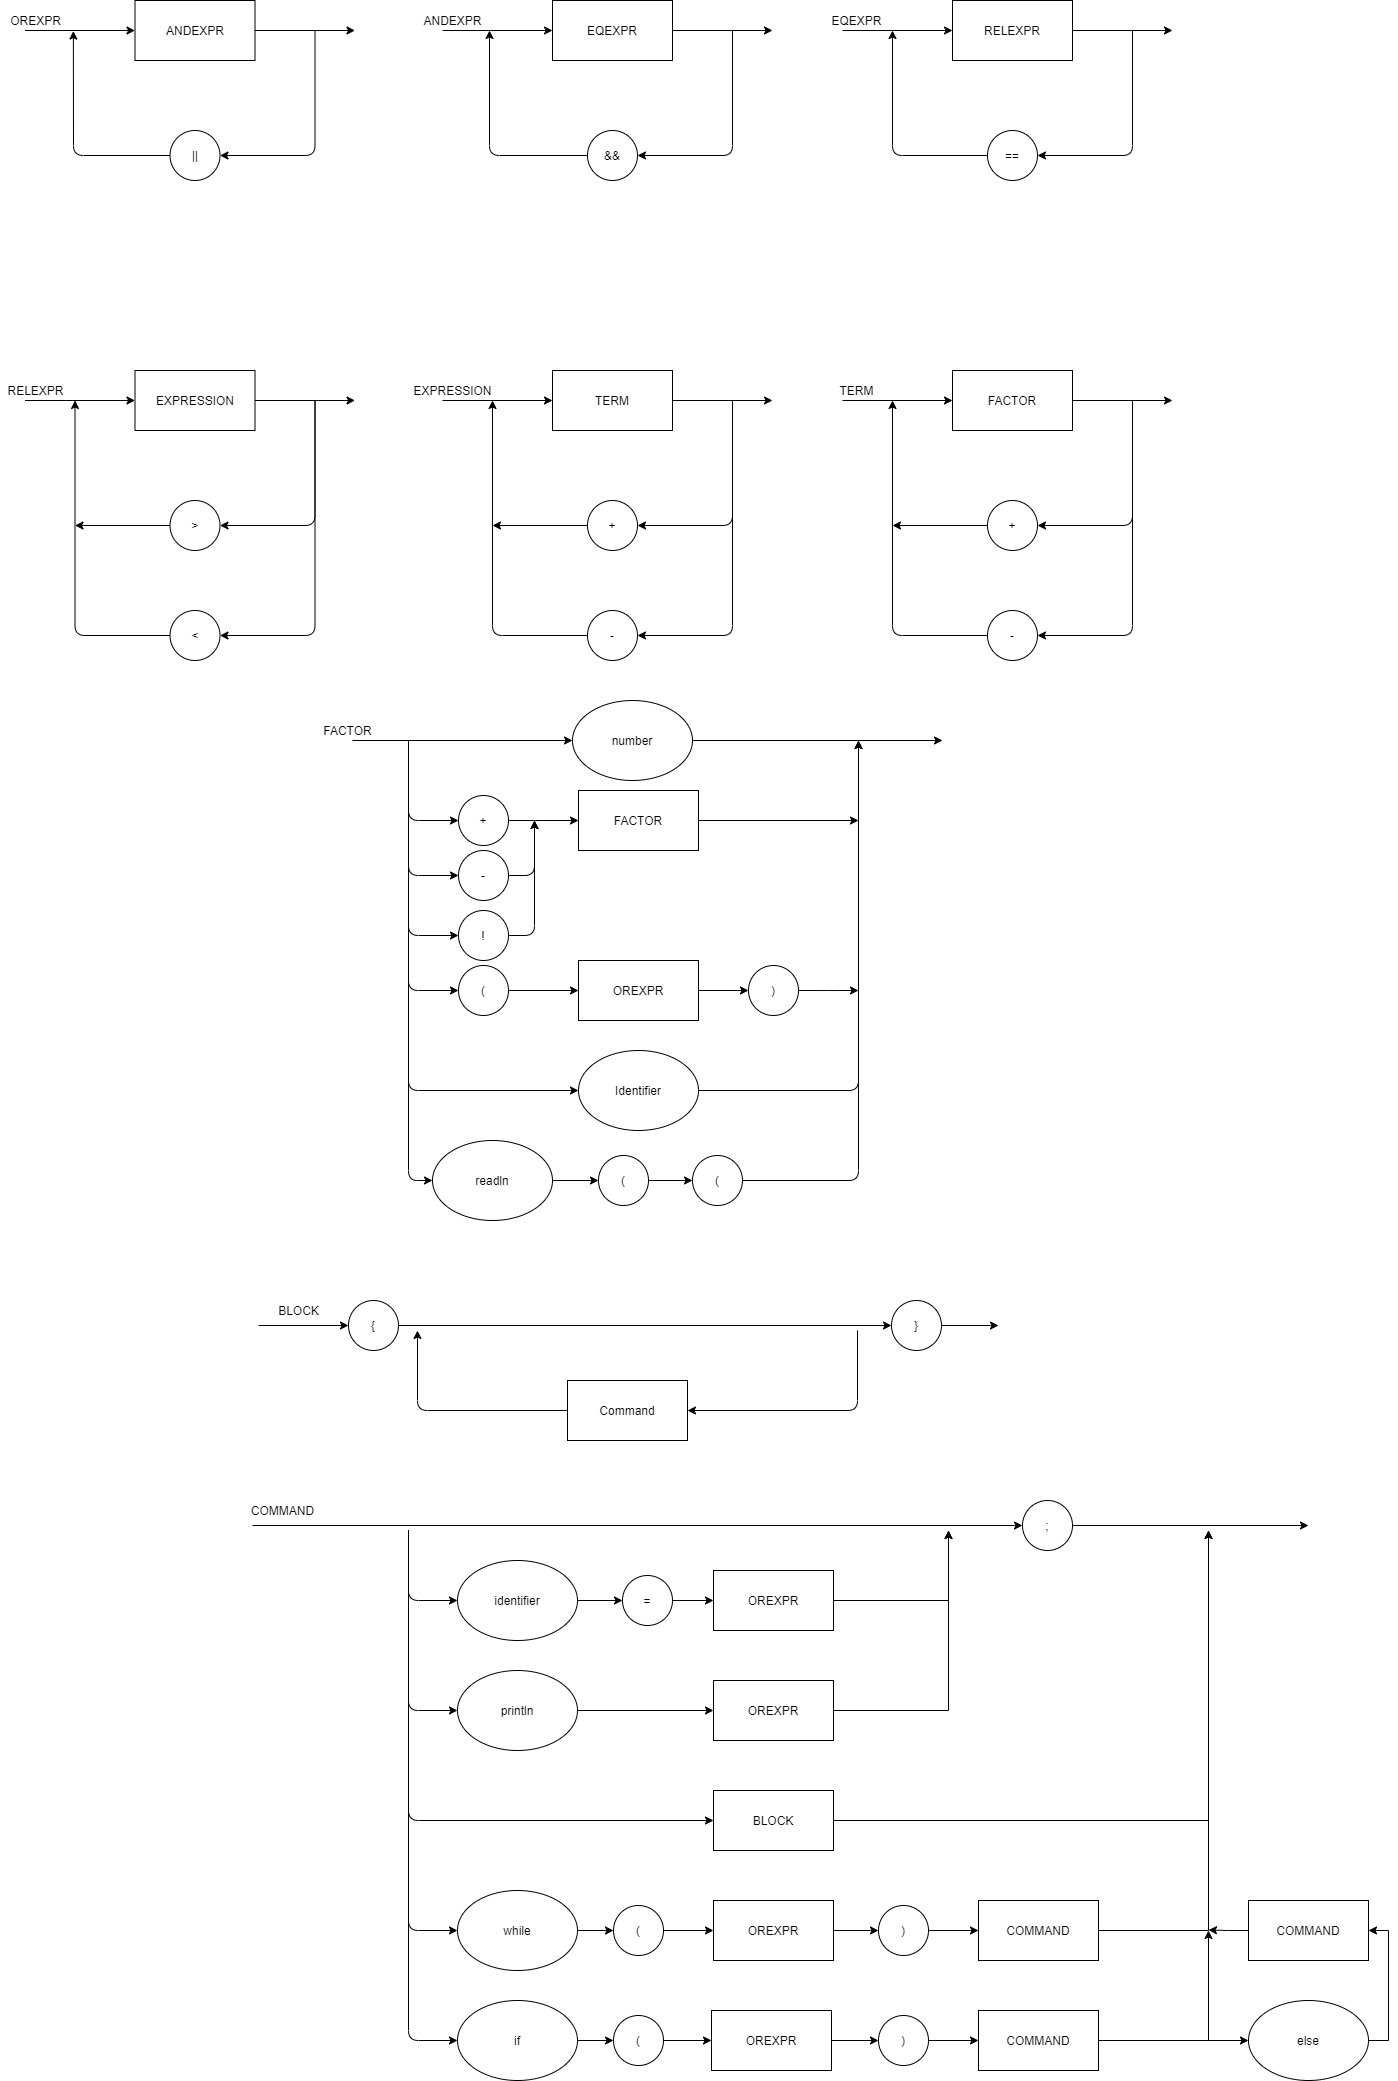 OREXPR
ANDEXPR
||
ANDEXPR
EQEXPR
&&
EQEXPR
RELEXPR
==
RELEXPR
EXPRESSION
>
<
EXPRESSION
TERM
+
-
TERM
FACTOR
+
-
FACTOR
number
+
FACTOR
-
!
(
OREXPR
)
Identifier
readln
(
(
BLOCK
{
}
Command
COMMAND
;
identifier
=
OREXPR
println
OREXPR
BLOCK
while
(
OREXPR
)
COMMAND
COMMAND
if
(
OREXPR
)
COMMAND
else